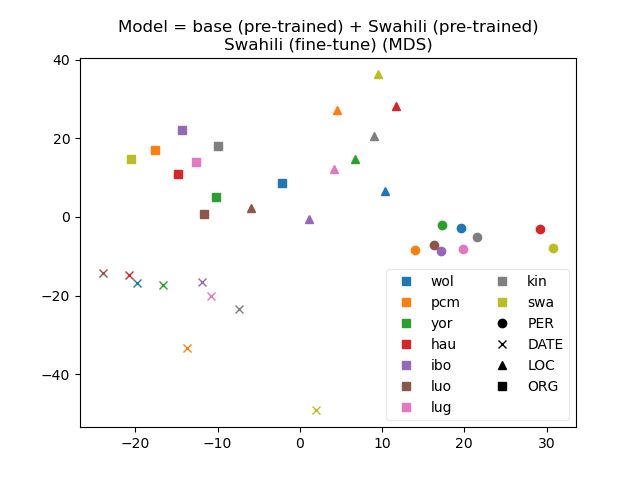 Model = base (pre-trained) + Swahili (pre-trained)
Swahili (fine-tune) (MDS)
40
20
0
−20
−40
−20
−10
0
10
20
30
wol
pcm
yor
hau
ibo
luo
lug
kin
swa
PER
DATE
LOC
ORG